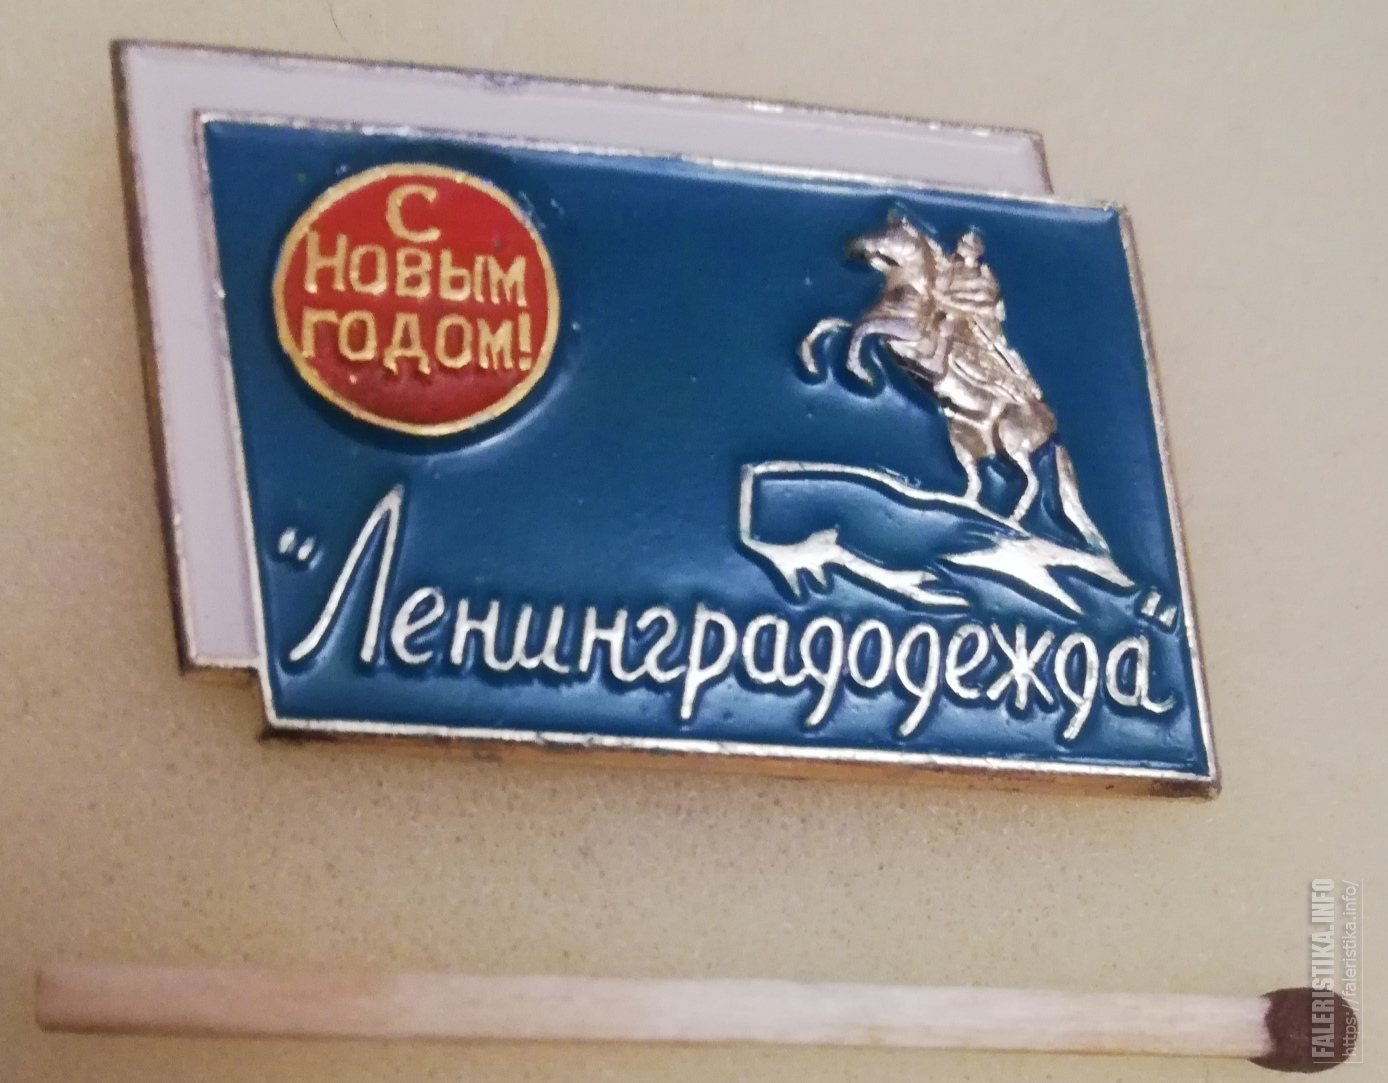 С
НОВЫМ
ГОДОМ!
"Ленинградодежда"
FALERISTIKA.INFO
https://faleristika.info/